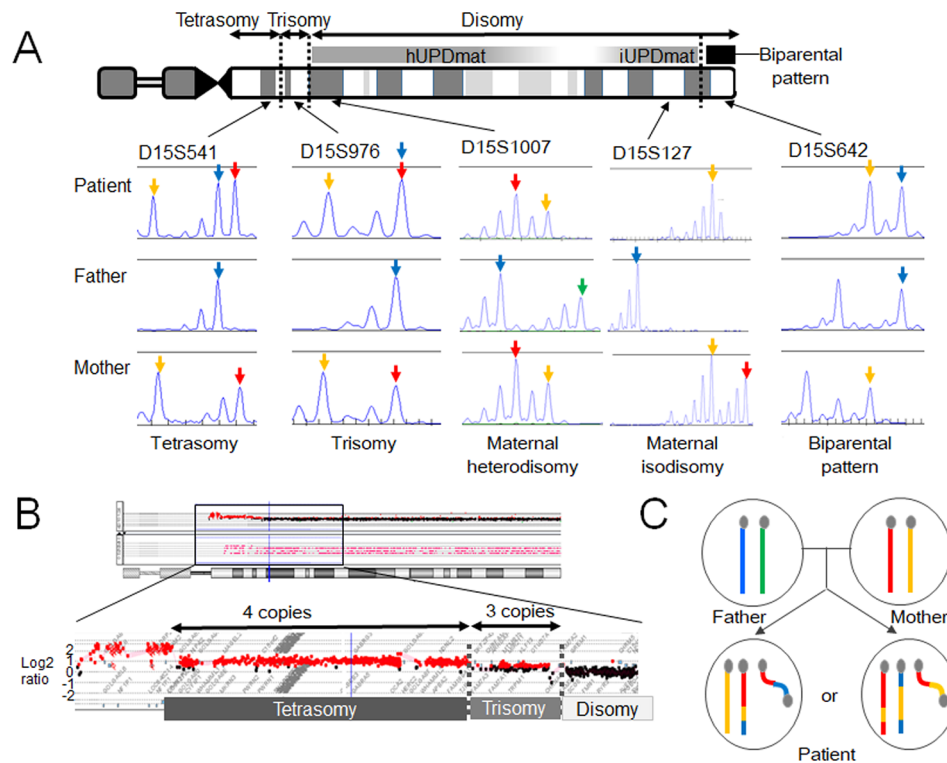 A
Tetrasomy Trisomy Disomy
hUPDmat iUPDmat
Biparental
pattern
D15S541 D15S976 D15S1007 D15S127 D15S642
Patient
Father
Mother
Tetrasomy Trisomy Maternal heterodisomy Maternal isodisomy Biparental pattern
B
4 copies 3 copies
Log2
ratio
2
1
0
-1
-2
Tetrasomy Trisomy Disomy
C
Father Mother
or
Patient